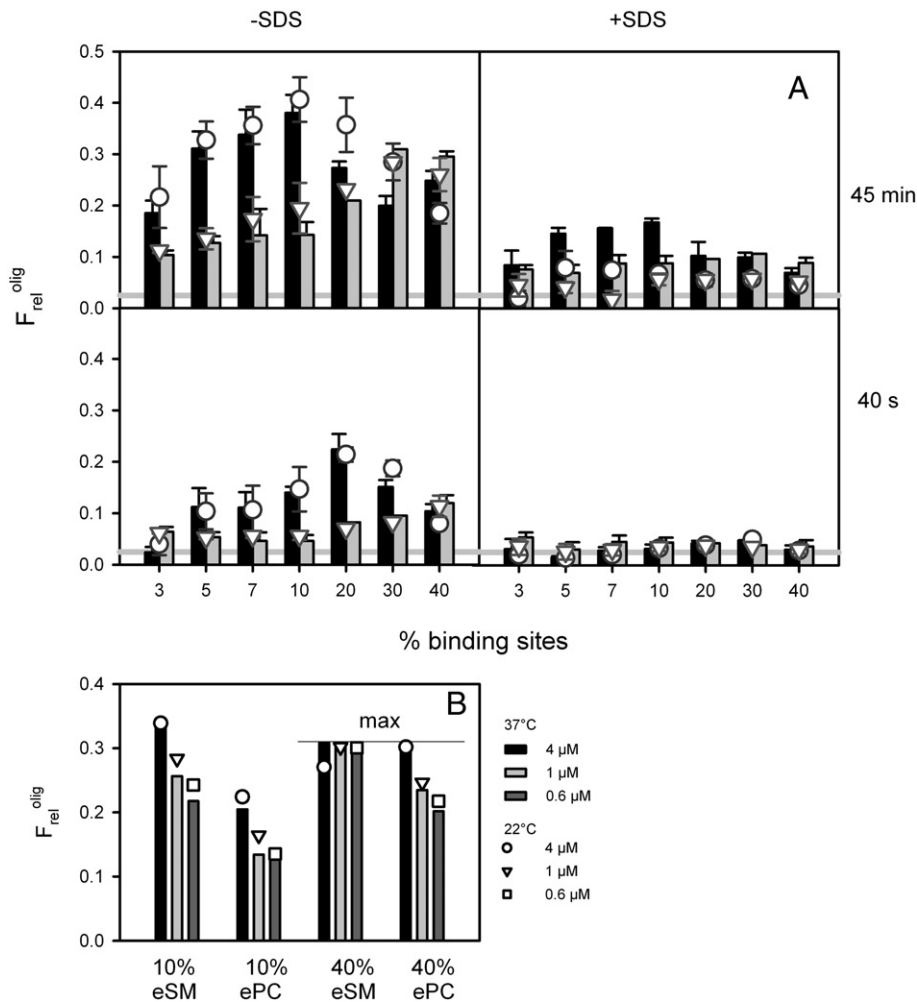 -SDS +SDS
A
0.5
0.4
0.3
0.2
0.1
0.0
45 min
F_rel^olig
0.4
0.3
0.2
0.1
0.0
40 s
3 5 7 10 20 30 40 3 5 7 10 20 30 40
% binding sites
B
max
0.4
0.3
0.2
0.1
0.0
F_rel^olig
10% 10% 40% 40%
eSM ePC eSM ePC
37°C
4 µM
1 µM
0.6 µM
22°C
4 µM
1 µM
0.6 µM